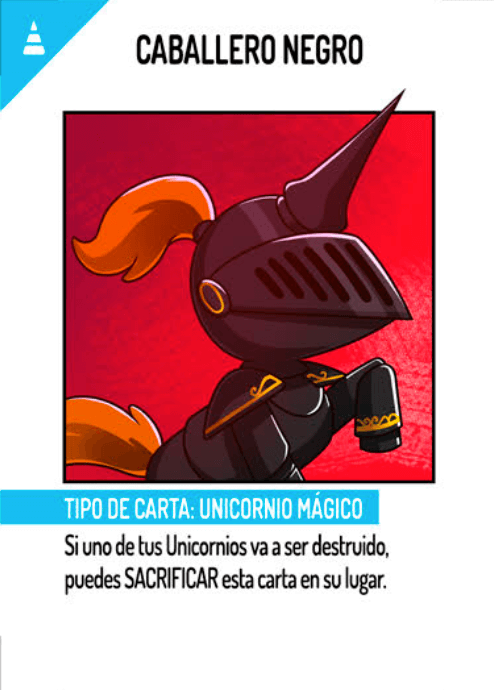 CABALLERO NEGRO
TIPO DE CARTA: UNICORNIO MÁGICO
Si uno de tus Unicornios va a ser destruido,
puedes SACRIFICAR esta carta en su lugar.